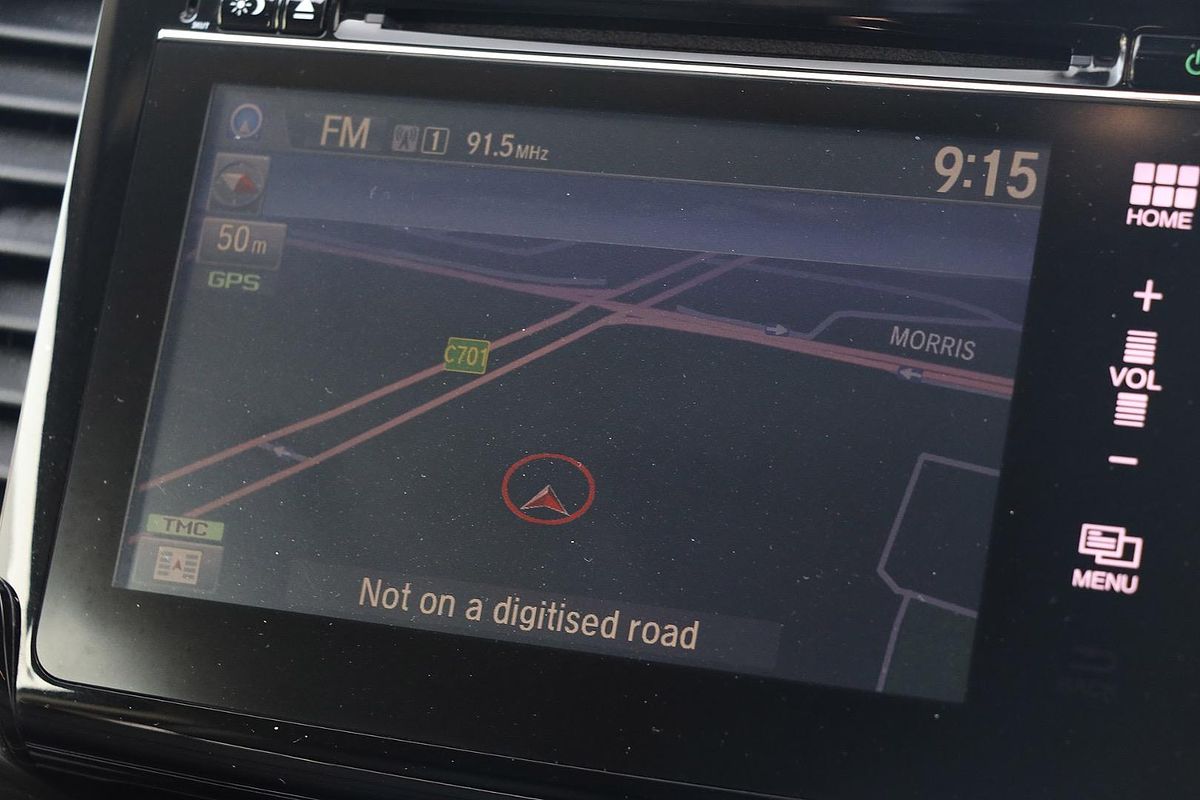 FM 1 91.5MHz
9:15
50m
GPS
C701
MORRIS
TMC
Not on a digitised road
HOME
+
VOL
−
MENU